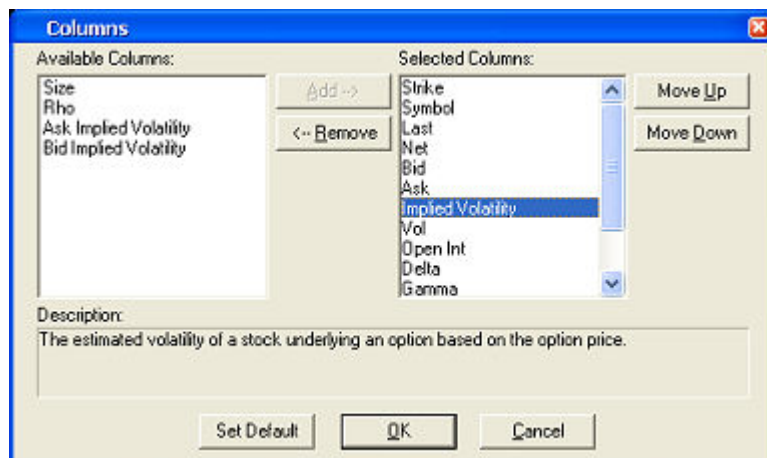 Columns
Available Columns:
Size
Rho
Ask Implied Volatility
Bid Implied Volatility
Add -->
<-- Remove
Selected Columns:
Strike
Symbol
Last
Net
Bid
Ask
Implied Volatility
Vol
Open Int
Delta
Gamma
Move Up
Move Down
Description:
The estimated volatility of a stock underlying an option based on the option price.
Set Default
OK
Cancel